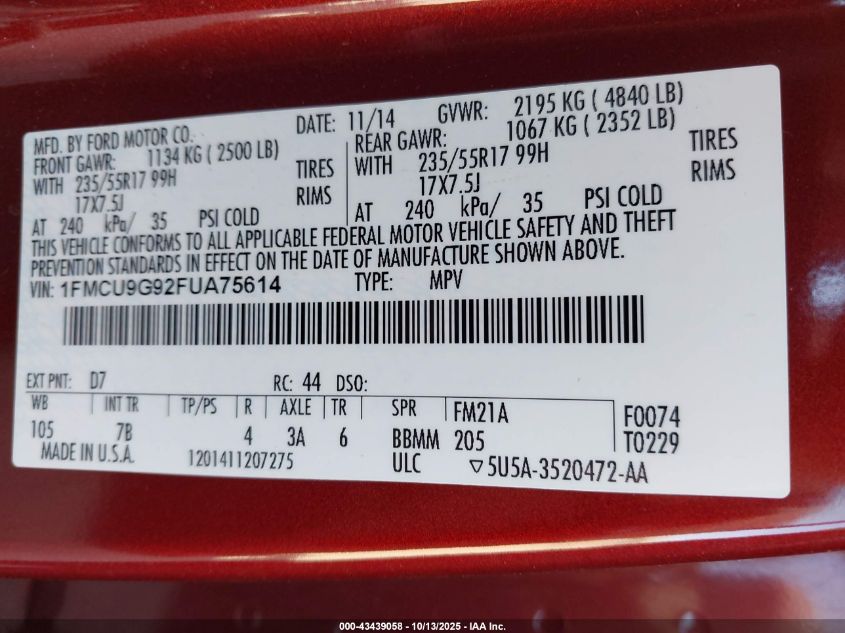 MFD. BY FORD MOTOR CO. DATE: 11/14 GVWR: 2195 KG ( 4840 LB)
FRONT GAWR: 1134 KG ( 2500 LB) REAR GAWR: 1067 KG ( 2352 LB)
WITH 235/55R17 99H TIRES WITH 235/55R17 99H TIRES
17X7.5J RIMS 17X7.5J RIMS
AT 240 kPa/ 35 PSI COLD AT 240 kPa/ 35 PSI COLD
THIS VEHICLE CONFORMS TO ALL APPLICABLE FEDERAL MOTOR VEHICLE SAFETY AND THEFT
PREVENTION STANDARDS IN EFFECT ON THE DATE OF MANUFACTURE SHOWN ABOVE.
VIN: 1FMCU9G92FUA75614 TYPE: MPV
EXT PNT: D7 RC: 44 DSO:
WB INT TR TP/PS R AXLE TR SPR FM21A F0074
105 7B 4 3A 6 BBMM 205 T0229
MADE IN U.S.A. 1201411207275 ULC ▽5U5A-3520472-AA
000-43439058 - 10/13/2025 - IAA Inc.